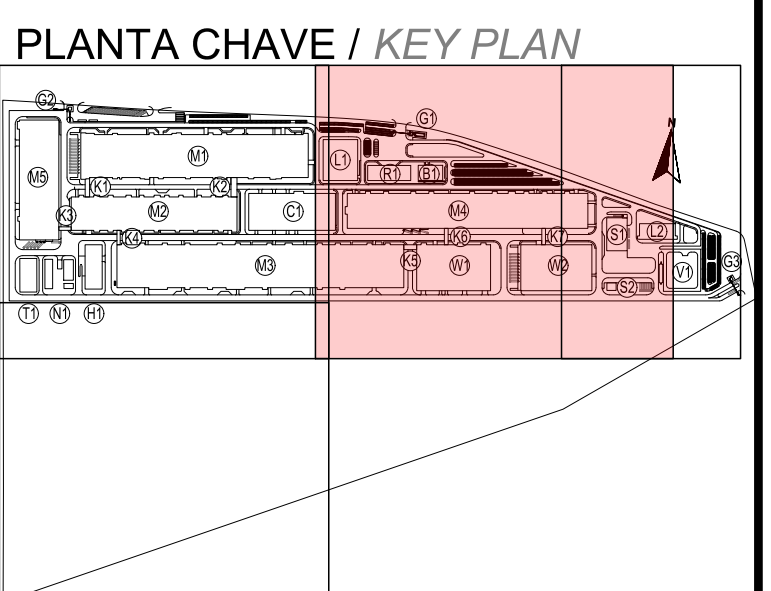 PLANTA CHAVE / KEY PLAN
G2
G1
N
M5
M1
L1
R1
B1
K1
K2
K3
M2
C1
M4
K4
K6
K7
S1
L2
M3
K5
W1
W2
G3
V1
S2
T1
N1
H1